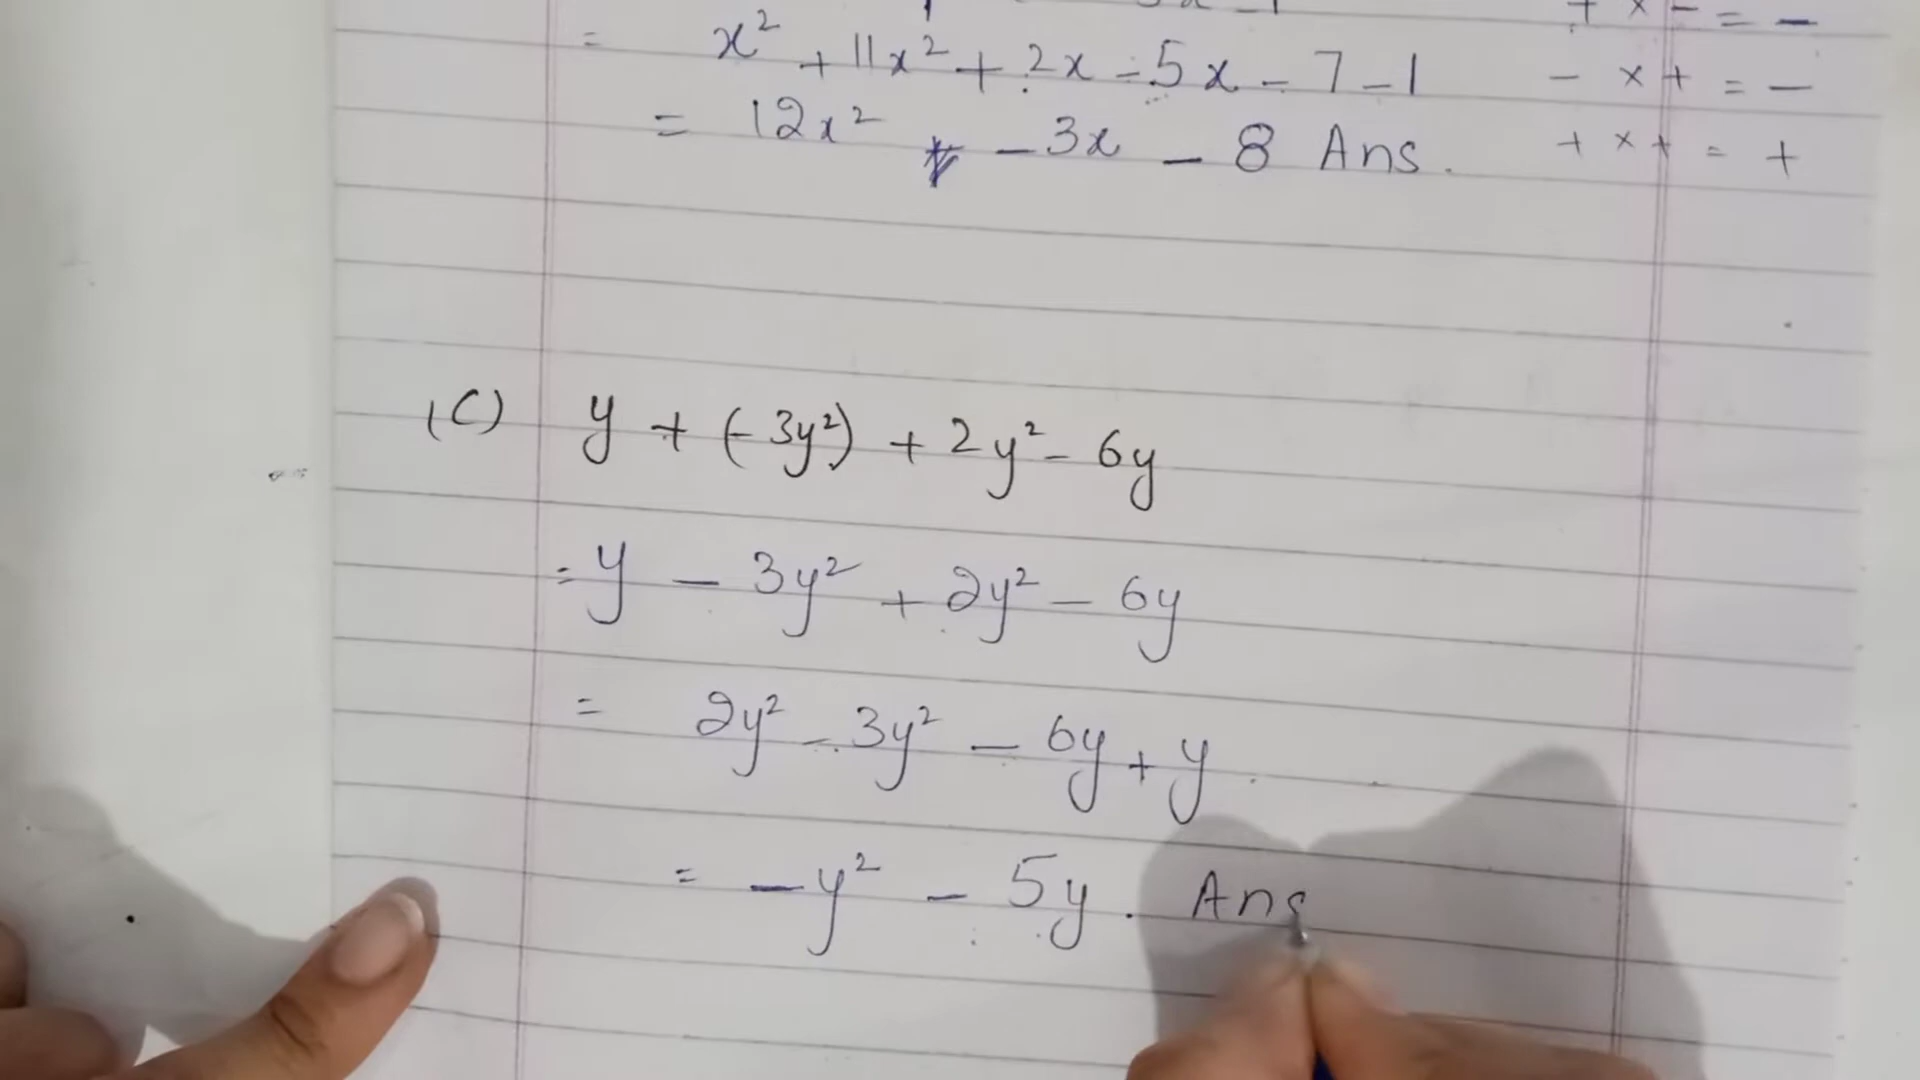 + × - = -
= x² + 11x² + 2x - 5x - 7 - 1 - × + = -
= 12x² - 3x - 8 Ans. + × + = +
(C) y + (-3y²) + 2y² - 6y
= y - 3y² + 2y² - 6y
= 2y² - 3y² - 6y + y
= -y² - 5y. Ans